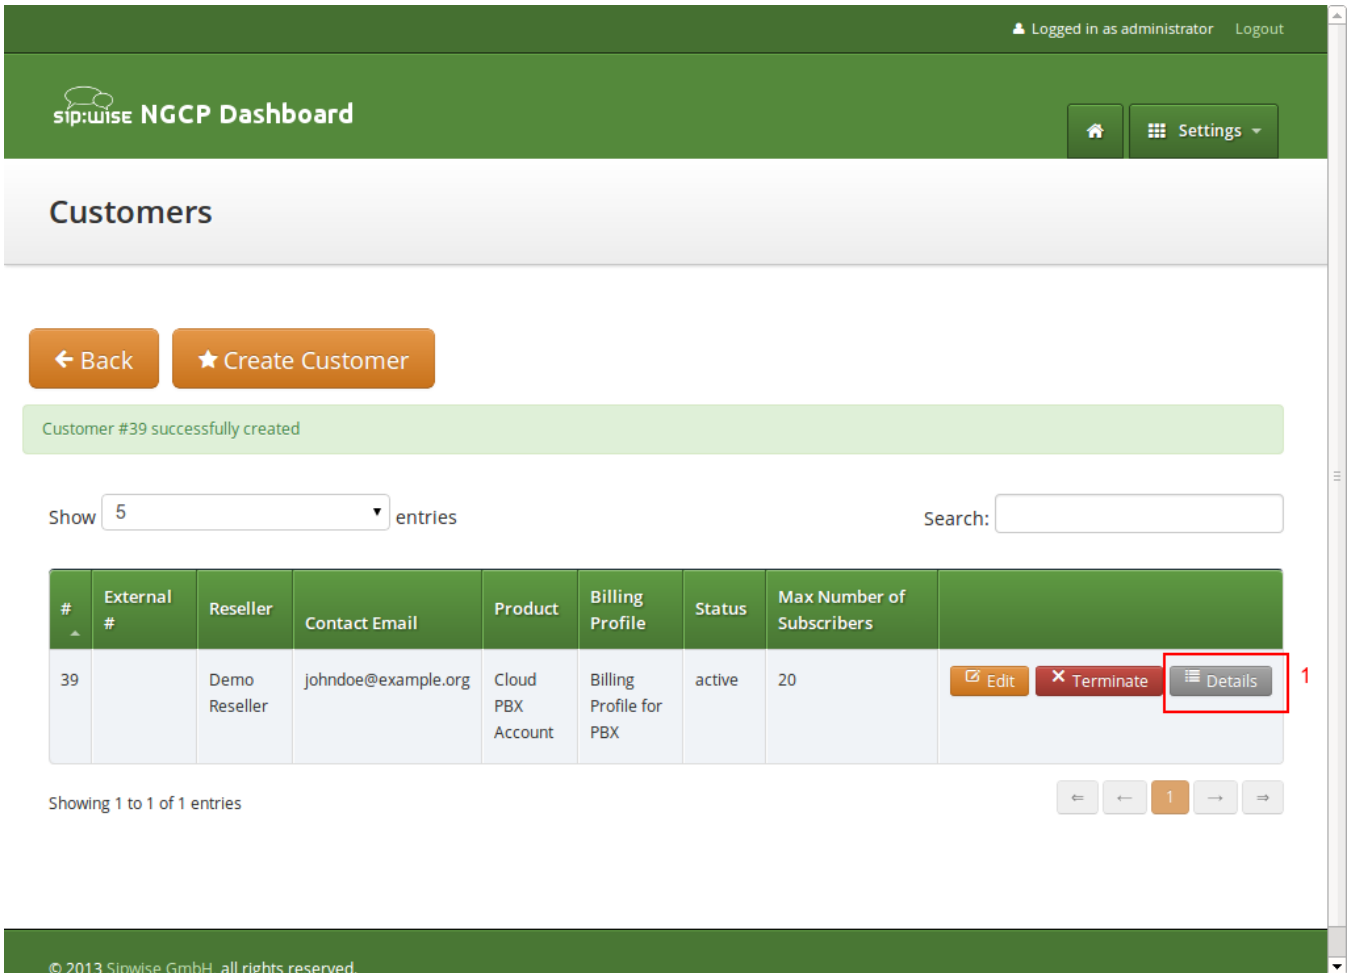 Logged in as administrator Logout
sip:wise NGCP Dashboard
Settings
Customers
Back Create Customer
Customer #39 successfully created
Show 5 entries Search:
# External # Reseller Contact Email Product Billing Profile Status Max Number of Subscribers
39 Demo Reseller johndoe@example.org Cloud PBX Account Billing Profile for PBX active 20 Edit Terminate Details 1
Showing 1 to 1 of 1 entries ⇐ ← 1 → ⇒
© 2013 Sipwise GmbH, all rights reserved.